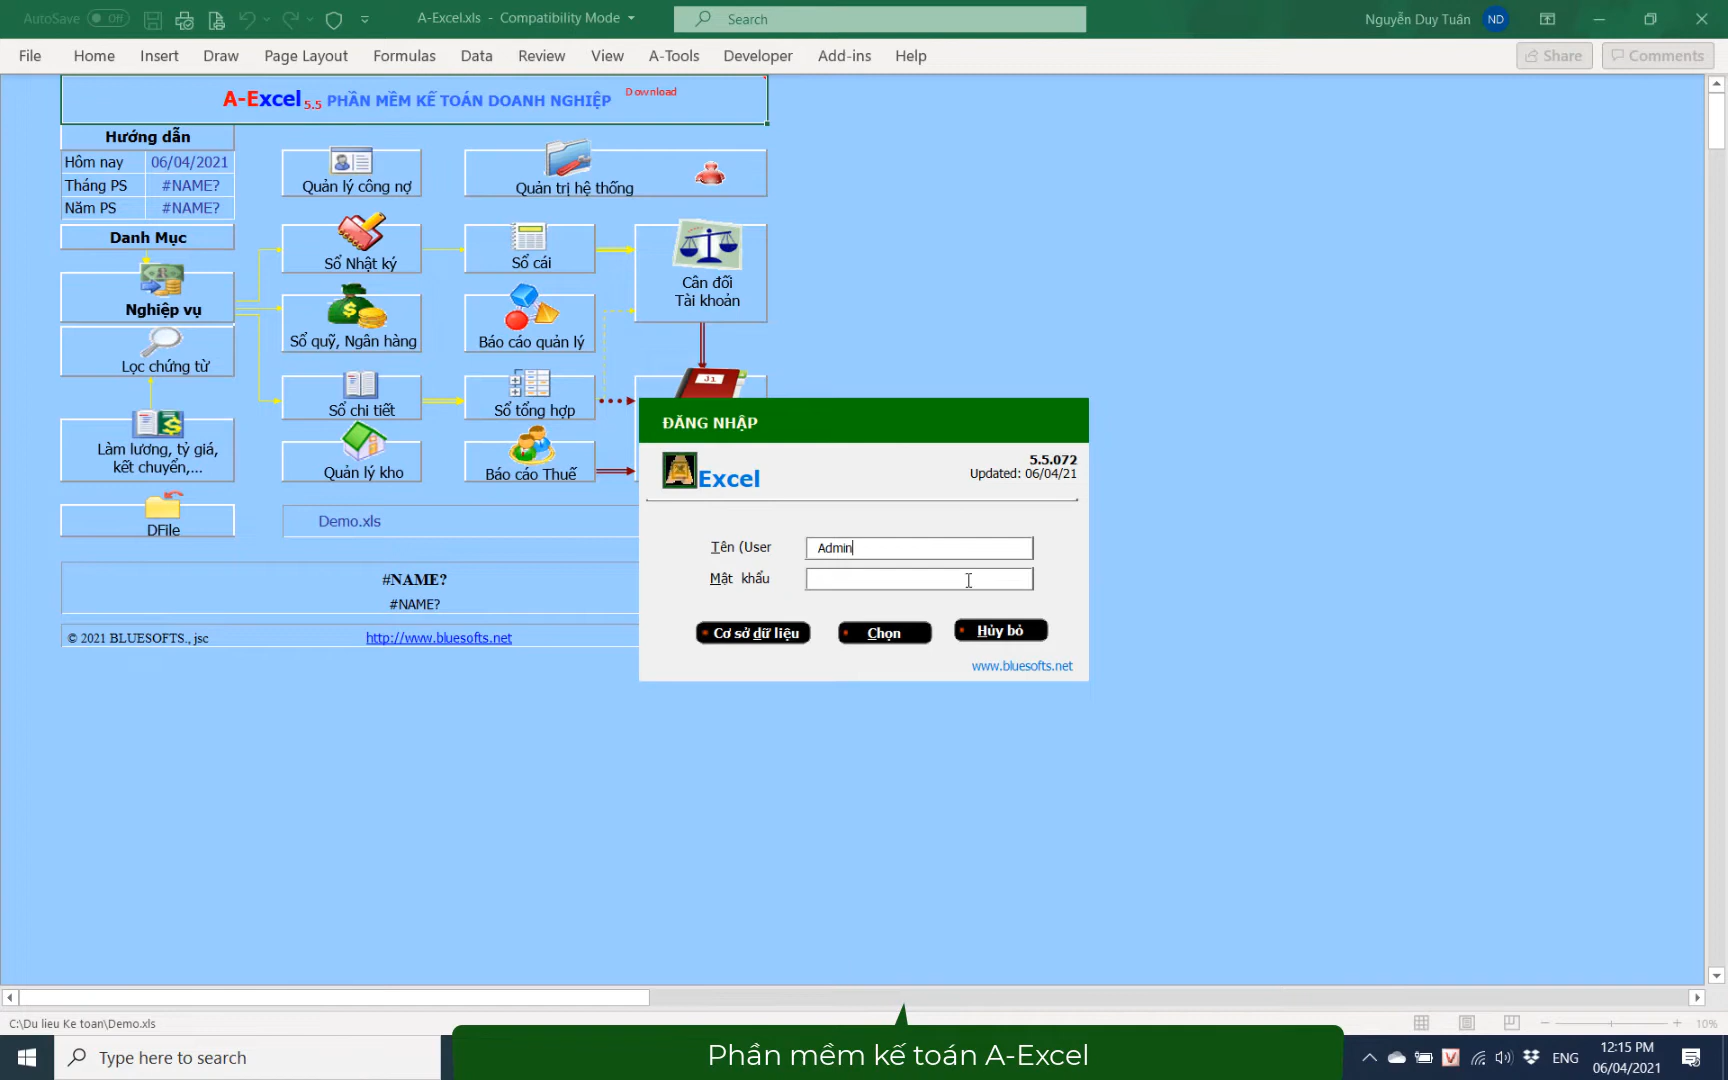 AutoSave Off
A-Excel.xls - Compatibility Mode
Search
Nguyễn Duy Tuân ND
File Home Insert Draw Page Layout Formulas Data Review View A-Tools Developer Add-ins Help
Share Comments
A-Excel 5.5 PHẦN MỀM KẾ TOÁN DOANH NGHIỆP Download
Hướng dẫn
Hôm nay 06/04/2021
Tháng PS #NAME?
Năm PS #NAME?
Danh Mục
Nghiệp vụ
Lọc chứng từ
Làm lương, tỷ giá,
kết chuyển,...
DFile
Quản lý công nợ
Quản trị hệ thống
Sổ Nhật ký
Sổ cái
Cân đối
Tài khoản
Sổ quỹ, Ngân hàng
Báo cáo quản lý
Sổ chi tiết
Sổ tổng hợp
Quản lý kho
Báo cáo Thuế
J1
Demo.xls
#NAME?
#NAME?
© 2021 BLUESOFTS., jsc
http://www.bluesofts.net
ĐĂNG NHẬP
Excel
5.5.072
Updated: 06/04/21
Tên (User Admin
Mật khẩu
Cơ sở dữ liệu Chọn Hủy bỏ
www.bluesofts.net
C:\Du lieu Ke toan\Demo.xls
10%
Type here to search
Phần mềm kế toán A-Excel
ENG
12:15 PM
06/04/2021